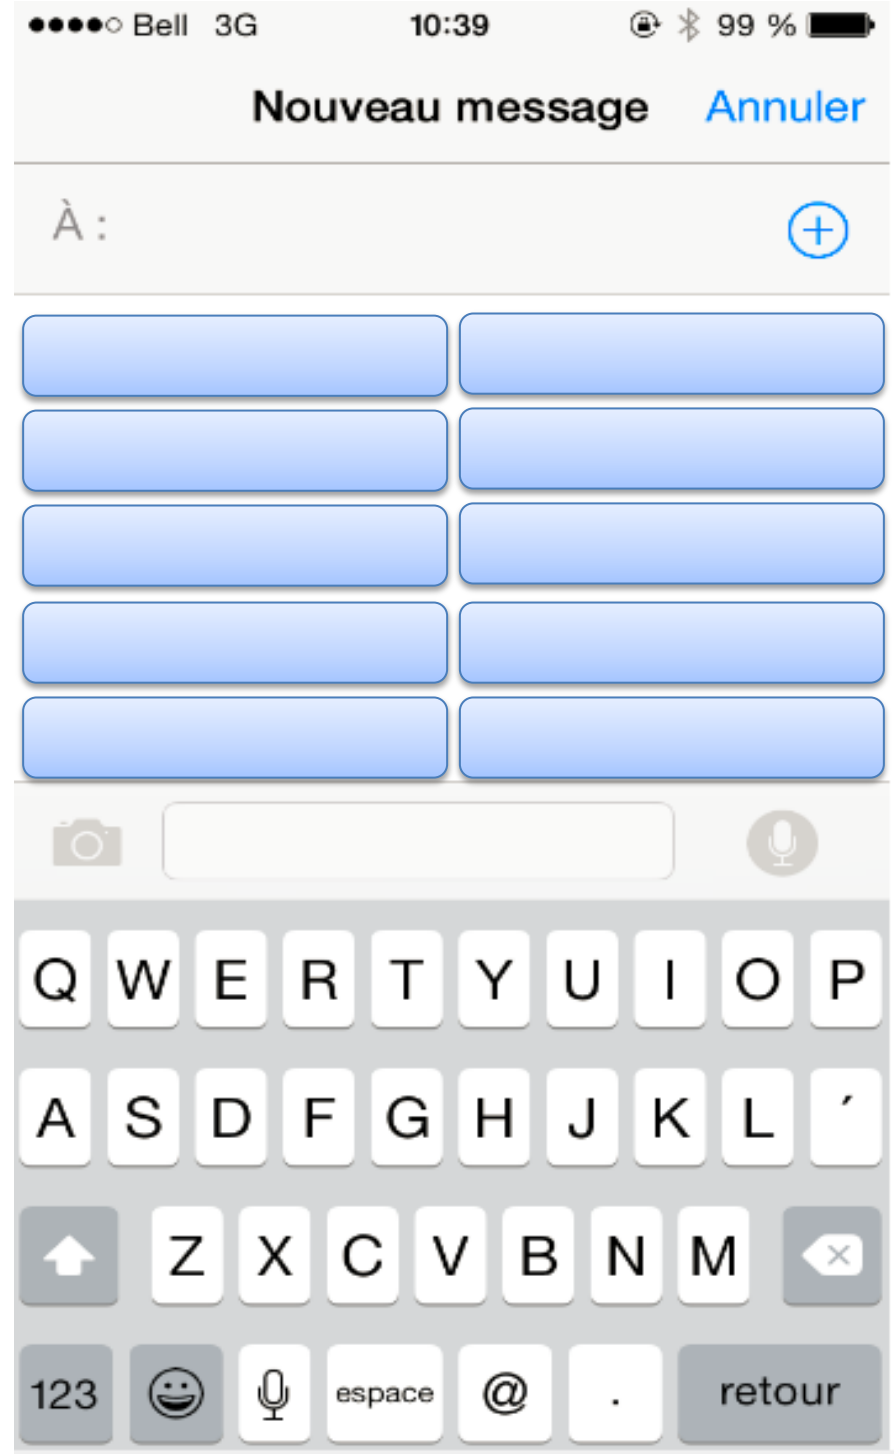 Bell 3G 10:39 99 %
Nouveau message Annuler
À :
Q W E R T Y U I O P
A S D F G H J K L ´
Z X C V B N M
123 espace @ . retour